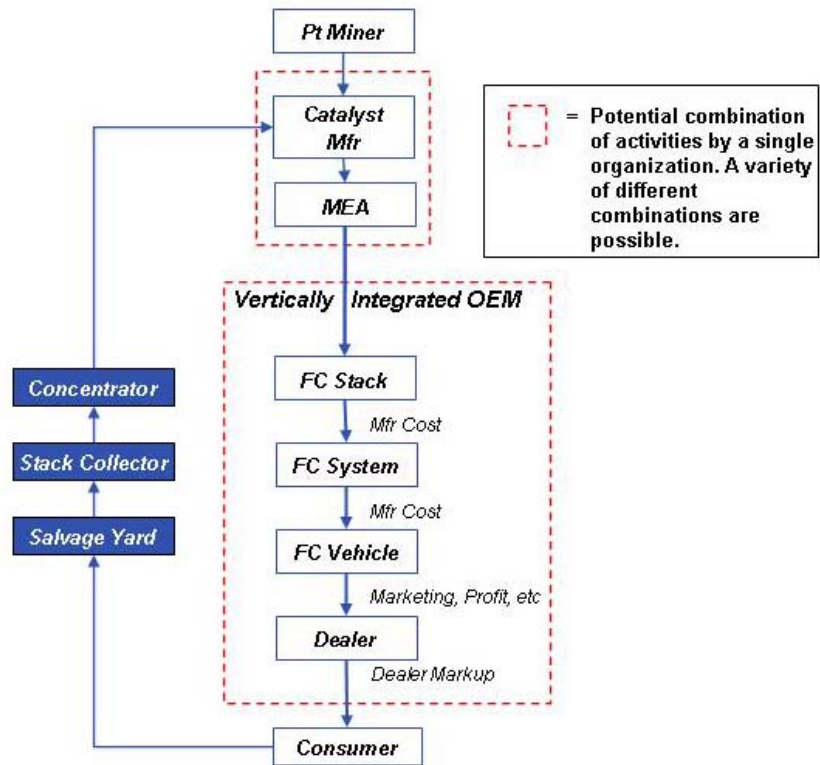 Pt Miner
Catalyst
Mfr
MEA
= Potential combination
of activities by a single
organization. A variety
of different
combinations are
possible.
Vertically Integrated OEM
FC Stack
Mfr Cost
FC System
Mfr Cost
FC Vehicle
Marketing, Profit, etc
Dealer
Dealer Markup
Consumer
Concentrator
Stack Collector
Salvage Yard